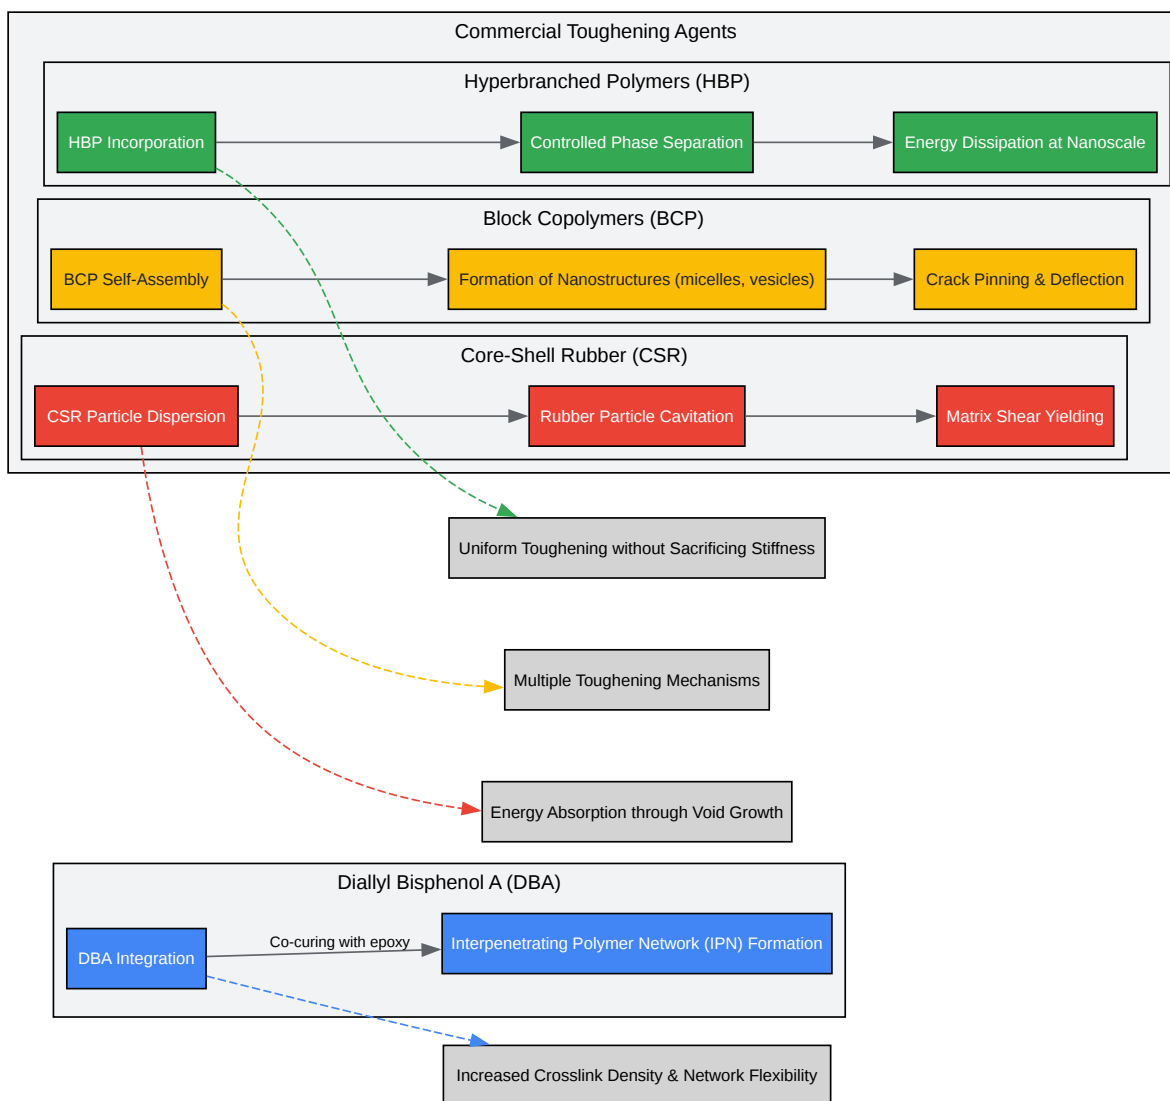 Commercial Toughening Agents
Hyperbranched Polymers (HBP)
HBP Incorporation
Controlled Phase Separation
Energy Dissipation at Nanoscale
Block Copolymers (BCP)
BCP Self-Assembly
Formation of Nanostructures (micelles, vesicles)
Crack Pinning & Deflection
Core-Shell Rubber (CSR)
CSR Particle Dispersion
Rubber Particle Cavitation
Matrix Shear Yielding
Uniform Toughening without Sacrificing Stiffness
Multiple Toughening Mechanisms
Energy Absorption through Void Growth
Diallyl Bisphenol A (DBA)
DBA Integration
Co-curing with epoxy
Interpenetrating Polymer Network (IPN) Formation
Increased Crosslink Density & Network Flexibility